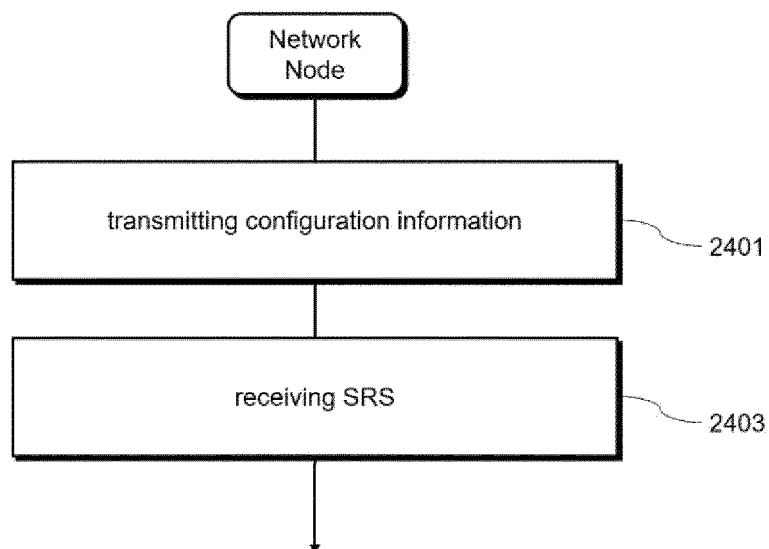 Network
Node
transmitting configuration information
2401
receiving SRS
2403